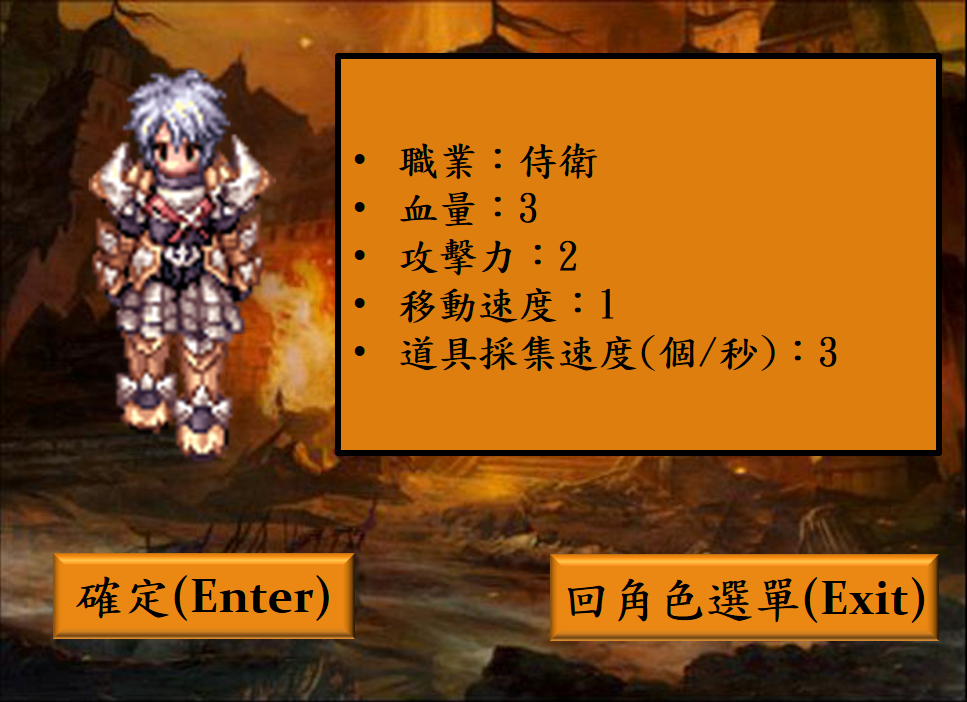 • 職業：侍衛
• 血量：3
• 攻擊力：2
• 移動速度：1
• 道具採集速度(個/秒)：3
確定(Enter)
回角色選單(Exit)